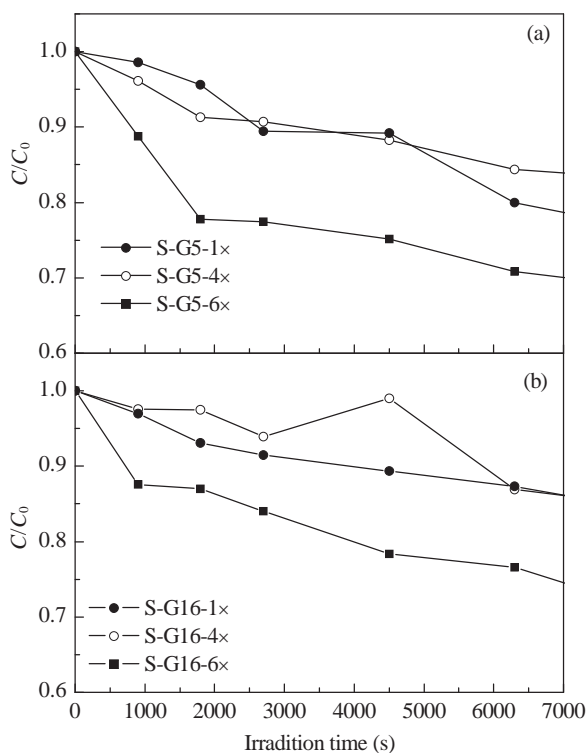 (a)
1.0
0.9
0.8
0.7
0.6
C/C₀
S-G5-1×
S-G5-4×
S-G5-6×
(b)
1.0
0.9
0.8
0.7
0.6
C/C₀
S-G16-1×
S-G16-4×
S-G16-6×
0 1000 2000 3000 4000 5000 6000 7000
Irradition time (s)